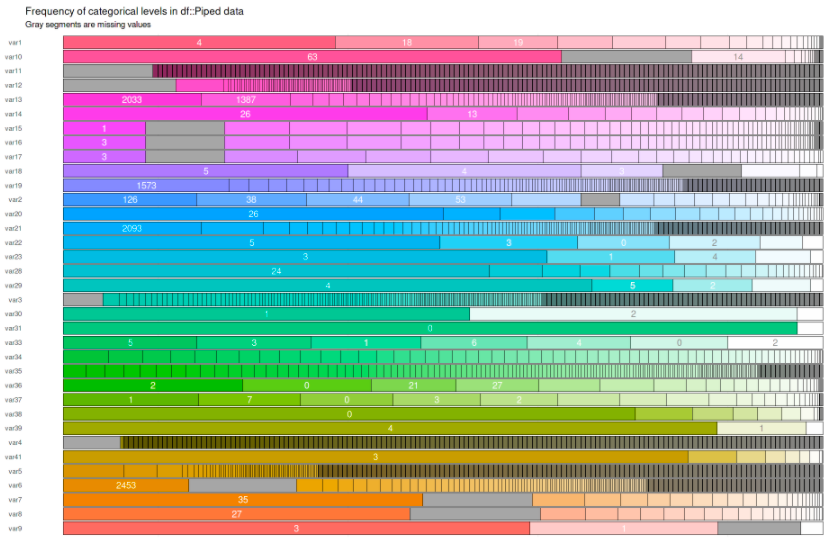 Frequency of categorical levels in df::Piped data
Gray segments are missing values
var1 4 18 19
var10 63 14
var11
var12
var13 2033 1387
var14 26 13
var15 1
var16 3
var17 3
var18 5 4 3
var19 1573
var2 126 38 44 53
var20 26
var21 2093
var22 5 3 0 2
var23 3 1 4
var28 24
var29 4 5 2
var3
var30 1 2
var31 0
var33 5 3 1 6 4 0 2
var34
var35
var36 2 0 21 27
var37 1 7 0 3 2
var38 0
var39 4 1
var4
var41 3
var5
var6 2453
var7 35
var8 27
var9 3 1